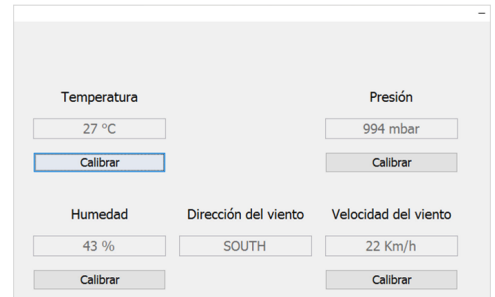 Temperatura
Presión
27 °C
994 mbar
Calibrar
Calibrar
Humedad
Dirección del viento
Velocidad del viento
43 %
SOUTH
22 Km/h
Calibrar
Calibrar